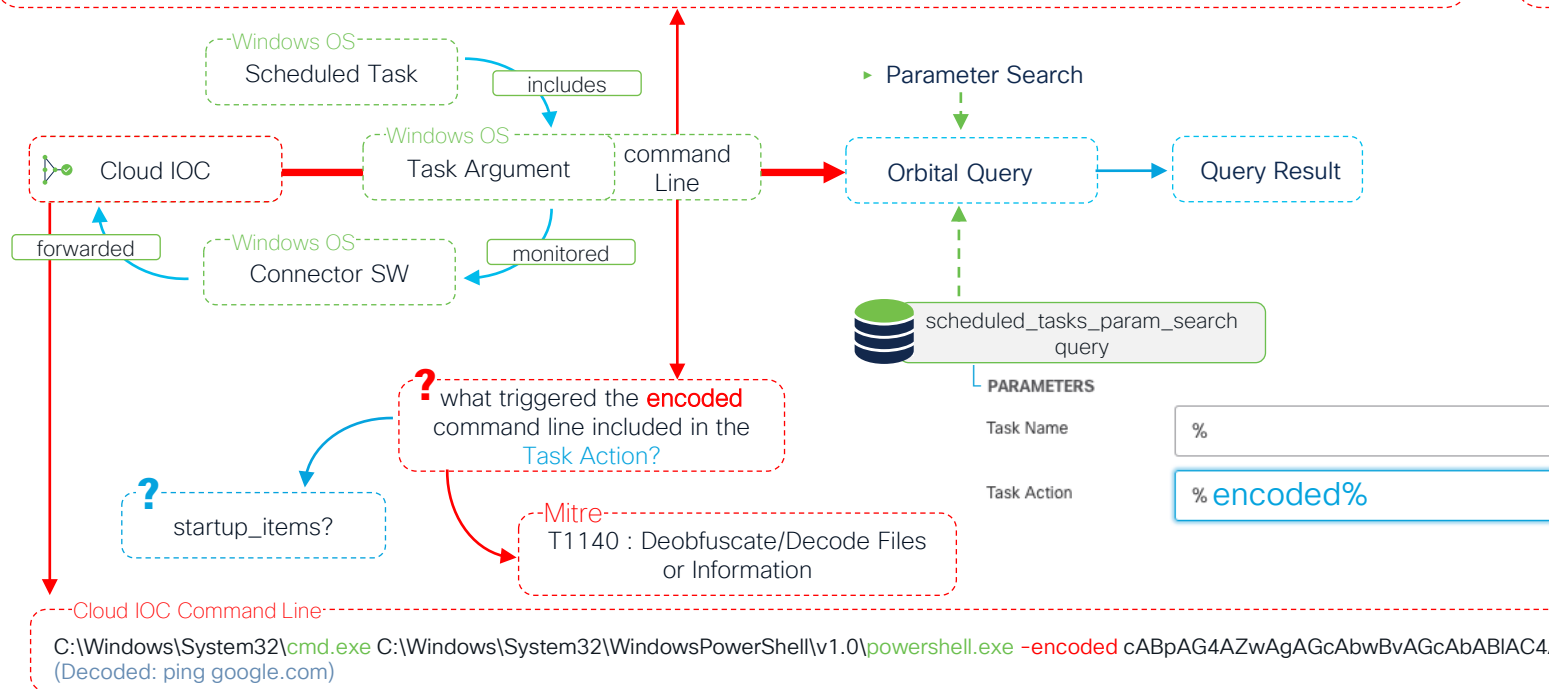 Windows OS
Scheduled Task
includes
Parameter Search
Cloud IOC
Windows OS
Task Argument
command
Line
Orbital Query
Query Result
forwarded
Windows OS
Connector SW
monitored
scheduled_tasks_param_search
query
PARAMETERS
Task Name
%
Task Action
% encoded%
? what triggered the encoded
command line included in the
Task Action?
?
startup_items?
Mitre
T1140 : Deobfuscate/Decode Files
or Information
Cloud IOC Command Line
C:\Windows\System32\cmd.exe C:\Windows\System32\WindowsPowerShell\v1.0\powershell.exe -encoded cABpAG4AZwAgAGcAbwBvAGcAbABlAC4
(Decoded: ping google.com)